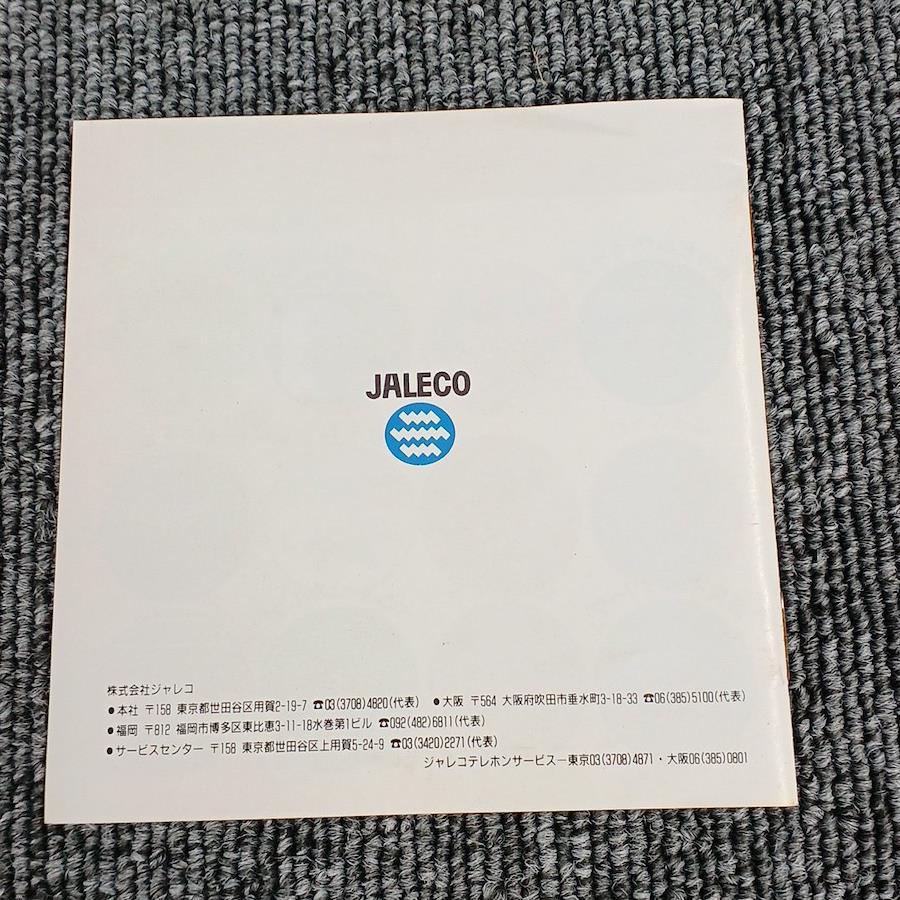 JALECO
株式会社ジャレコ
●本社 〒158 東京都世田谷区用賀2-19-7 ☎03(3708)4820(代表) ●大阪 〒564 大阪府吹田市垂水町3-18-33 ☎06(385)5100(代表)
●福岡 〒812 福岡市博多区東比恵3-11-18水巻第1ビル ☎092(482)6811(代表)
●サービスセンター 〒158 東京都世田谷区上用賀5-24-9 ☎03(3420)2271(代表)
ジャレコテレホンサービス―東京03(3708)4871・大阪06(385)0801